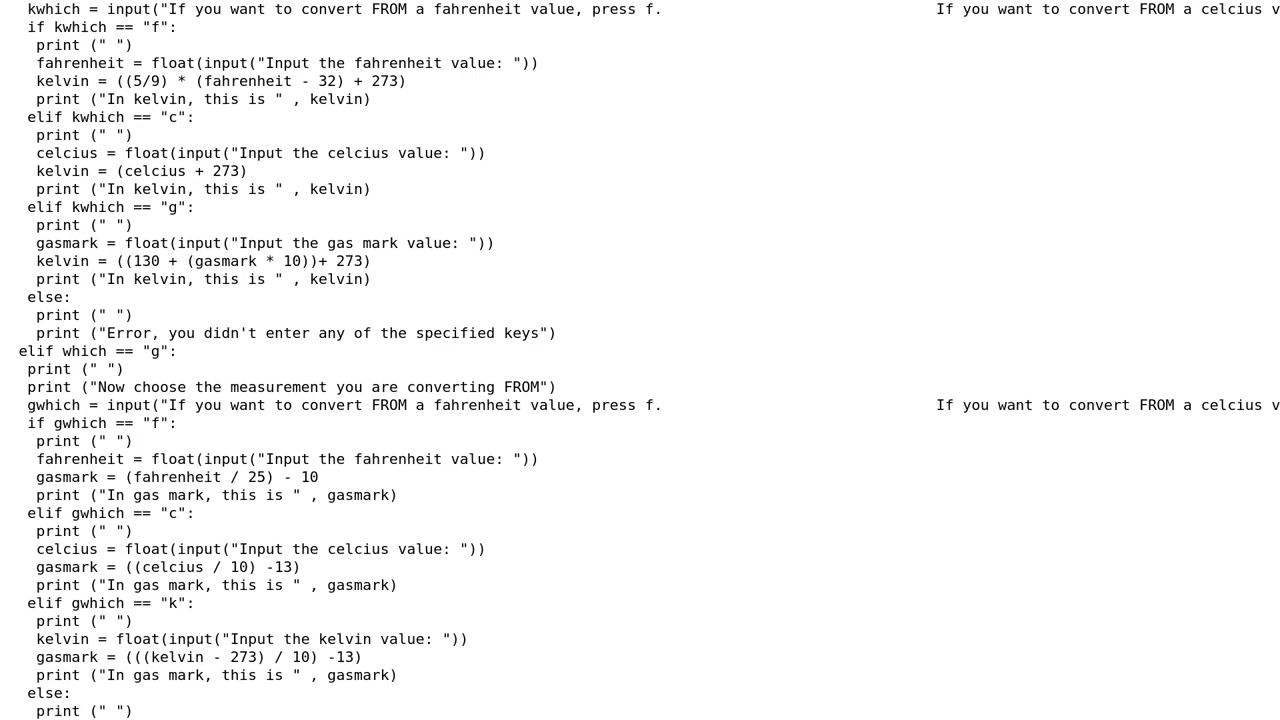 kwhich = input("If you want to convert FROM a fahrenheit value, press f.                               If you want to convert FROM a celcius v
if kwhich == "f":
 print (" ")
 fahrenheit = float(input("Input the fahrenheit value: "))
 kelvin = ((5/9) * (fahrenheit - 32) + 273)
 print ("In kelvin, this is " , kelvin)
elif kwhich == "c":
 print (" ")
 celcius = float(input("Input the celcius value: "))
 kelvin = (celcius + 273)
 print ("In kelvin, this is " , kelvin)
elif kwhich == "g":
 print (" ")
 gasmark = float(input("Input the gas mark value: "))
 kelvin = ((130 + (gasmark * 10))+ 273)
 print ("In kelvin, this is " , kelvin)
else:
 print (" ")
 print ("Error, you didn't enter any of the specified keys")
elif which == "g":
 print (" ")
 print ("Now choose the measurement you are converting FROM")
 gwhich = input("If you want to convert FROM a fahrenheit value, press f.                               If you want to convert FROM a celcius v
 if gwhich == "f":
  print (" ")
  fahrenheit = float(input("Input the fahrenheit value: "))
  gasmark = (fahrenheit / 25) - 10
  print ("In gas mark, this is " , gasmark)
 elif gwhich == "c":
  print (" ")
  celcius = float(input("Input the celcius value: "))
  gasmark = ((celcius / 10) -13)
  print ("In gas mark, this is " , gasmark)
 elif gwhich == "k":
  print (" ")
  kelvin = float(input("Input the kelvin value: "))
  gasmark = (((kelvin - 273) / 10) -13)
  print ("In gas mark, this is " , gasmark)
 else:
  print (" ")